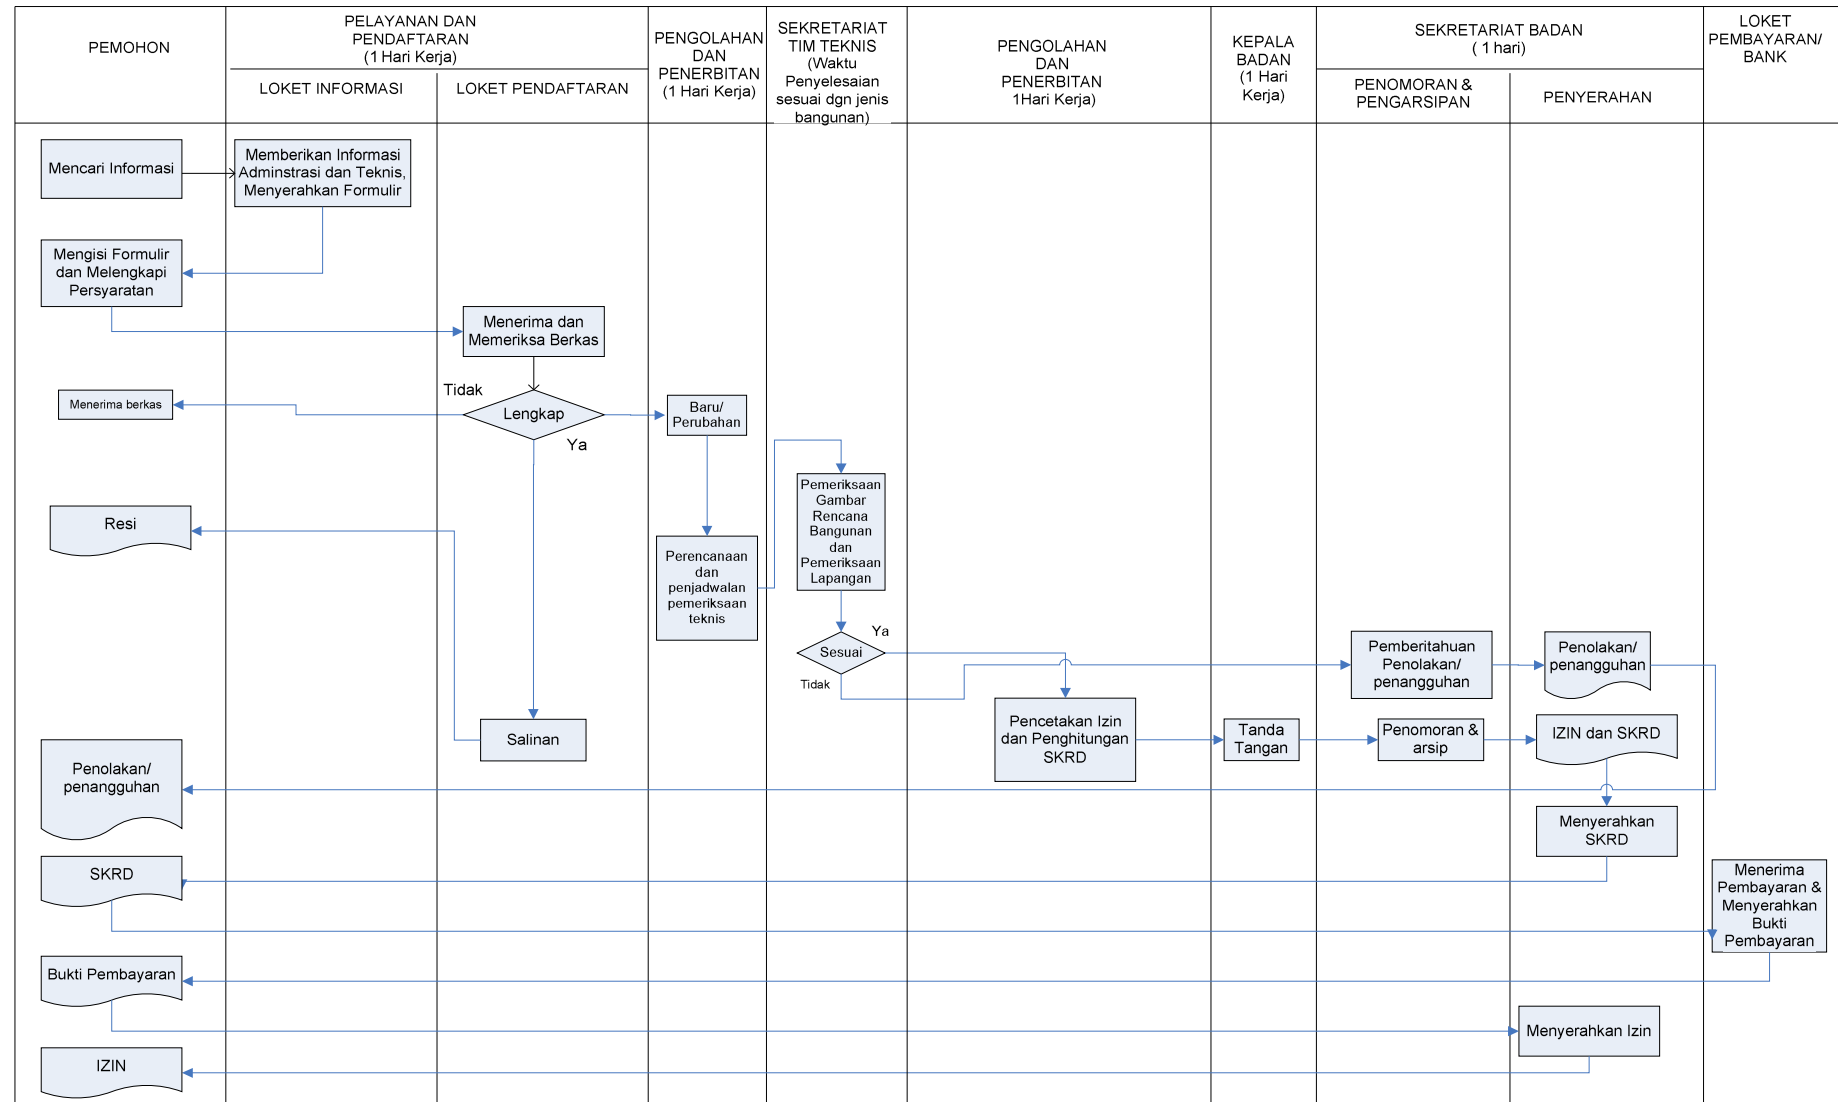 PEMOHON
PELAYANAN DAN
PENDAFTARAN
(1 Hari Kerja)
LOKET INFORMASI
LOKET PENDAFTARAN
PENGOLAHAN
DAN
PENERBITAN
(1 Hari Kerja)
SEKRETARIAT
TIM TEKNIS
(Waktu
Penyelesaian
sesuai dgn jenis
bangunan)
PENGOLAHAN
DAN
PENERBITAN
1Hari Kerja)
KEPALA
BADAN
(1 Hari
Kerja)
SEKRETARIAT BADAN
( 1 hari)
PENOMORAN &
PENGARSIPAN
PENYERAHAN
LOKET
PEMBAYARAN/
BANK
Mencari Informasi
Memberikan Informasi
Adminstrasi dan Teknis,
Menyerahkan Formulir
Mengisi Formulir
dan Melengkapi
Persyaratan
Menerima dan
Memeriksa Berkas
Tidak
Menerima berkas
Lengkap
Ya
Baru/
Perubahan
Pemeriksaan
Gambar
Rencana
Bangunan
dan
Pemeriksaan
Lapangan
Resi
Perencanaan
dan
penjadwalan
pemeriksaan
teknis
Ya
Sesuai
Tidak
Pemberitahuan
Penolakan/
penangguhan
Penolakan/
penangguhan
Salinan
Pencetakan Izin
dan Penghitungan
SKRD
Tanda
Tangan
Penomoran &
arsip
IZIN dan SKRD
Penolakan/
penangguhan
Menyerahkan
SKRD
SKRD
Menerima
Pembayaran &
Menyerahkan
Bukti
Pembayaran
Bukti Pembayaran
Menyerahkan Izin
IZIN